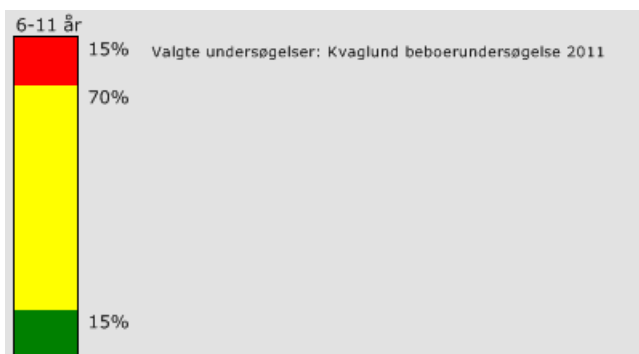 6-11 år
15% Valgte undersøgelser: Kvaglund beboerundersøgelse 2011
70%
15%